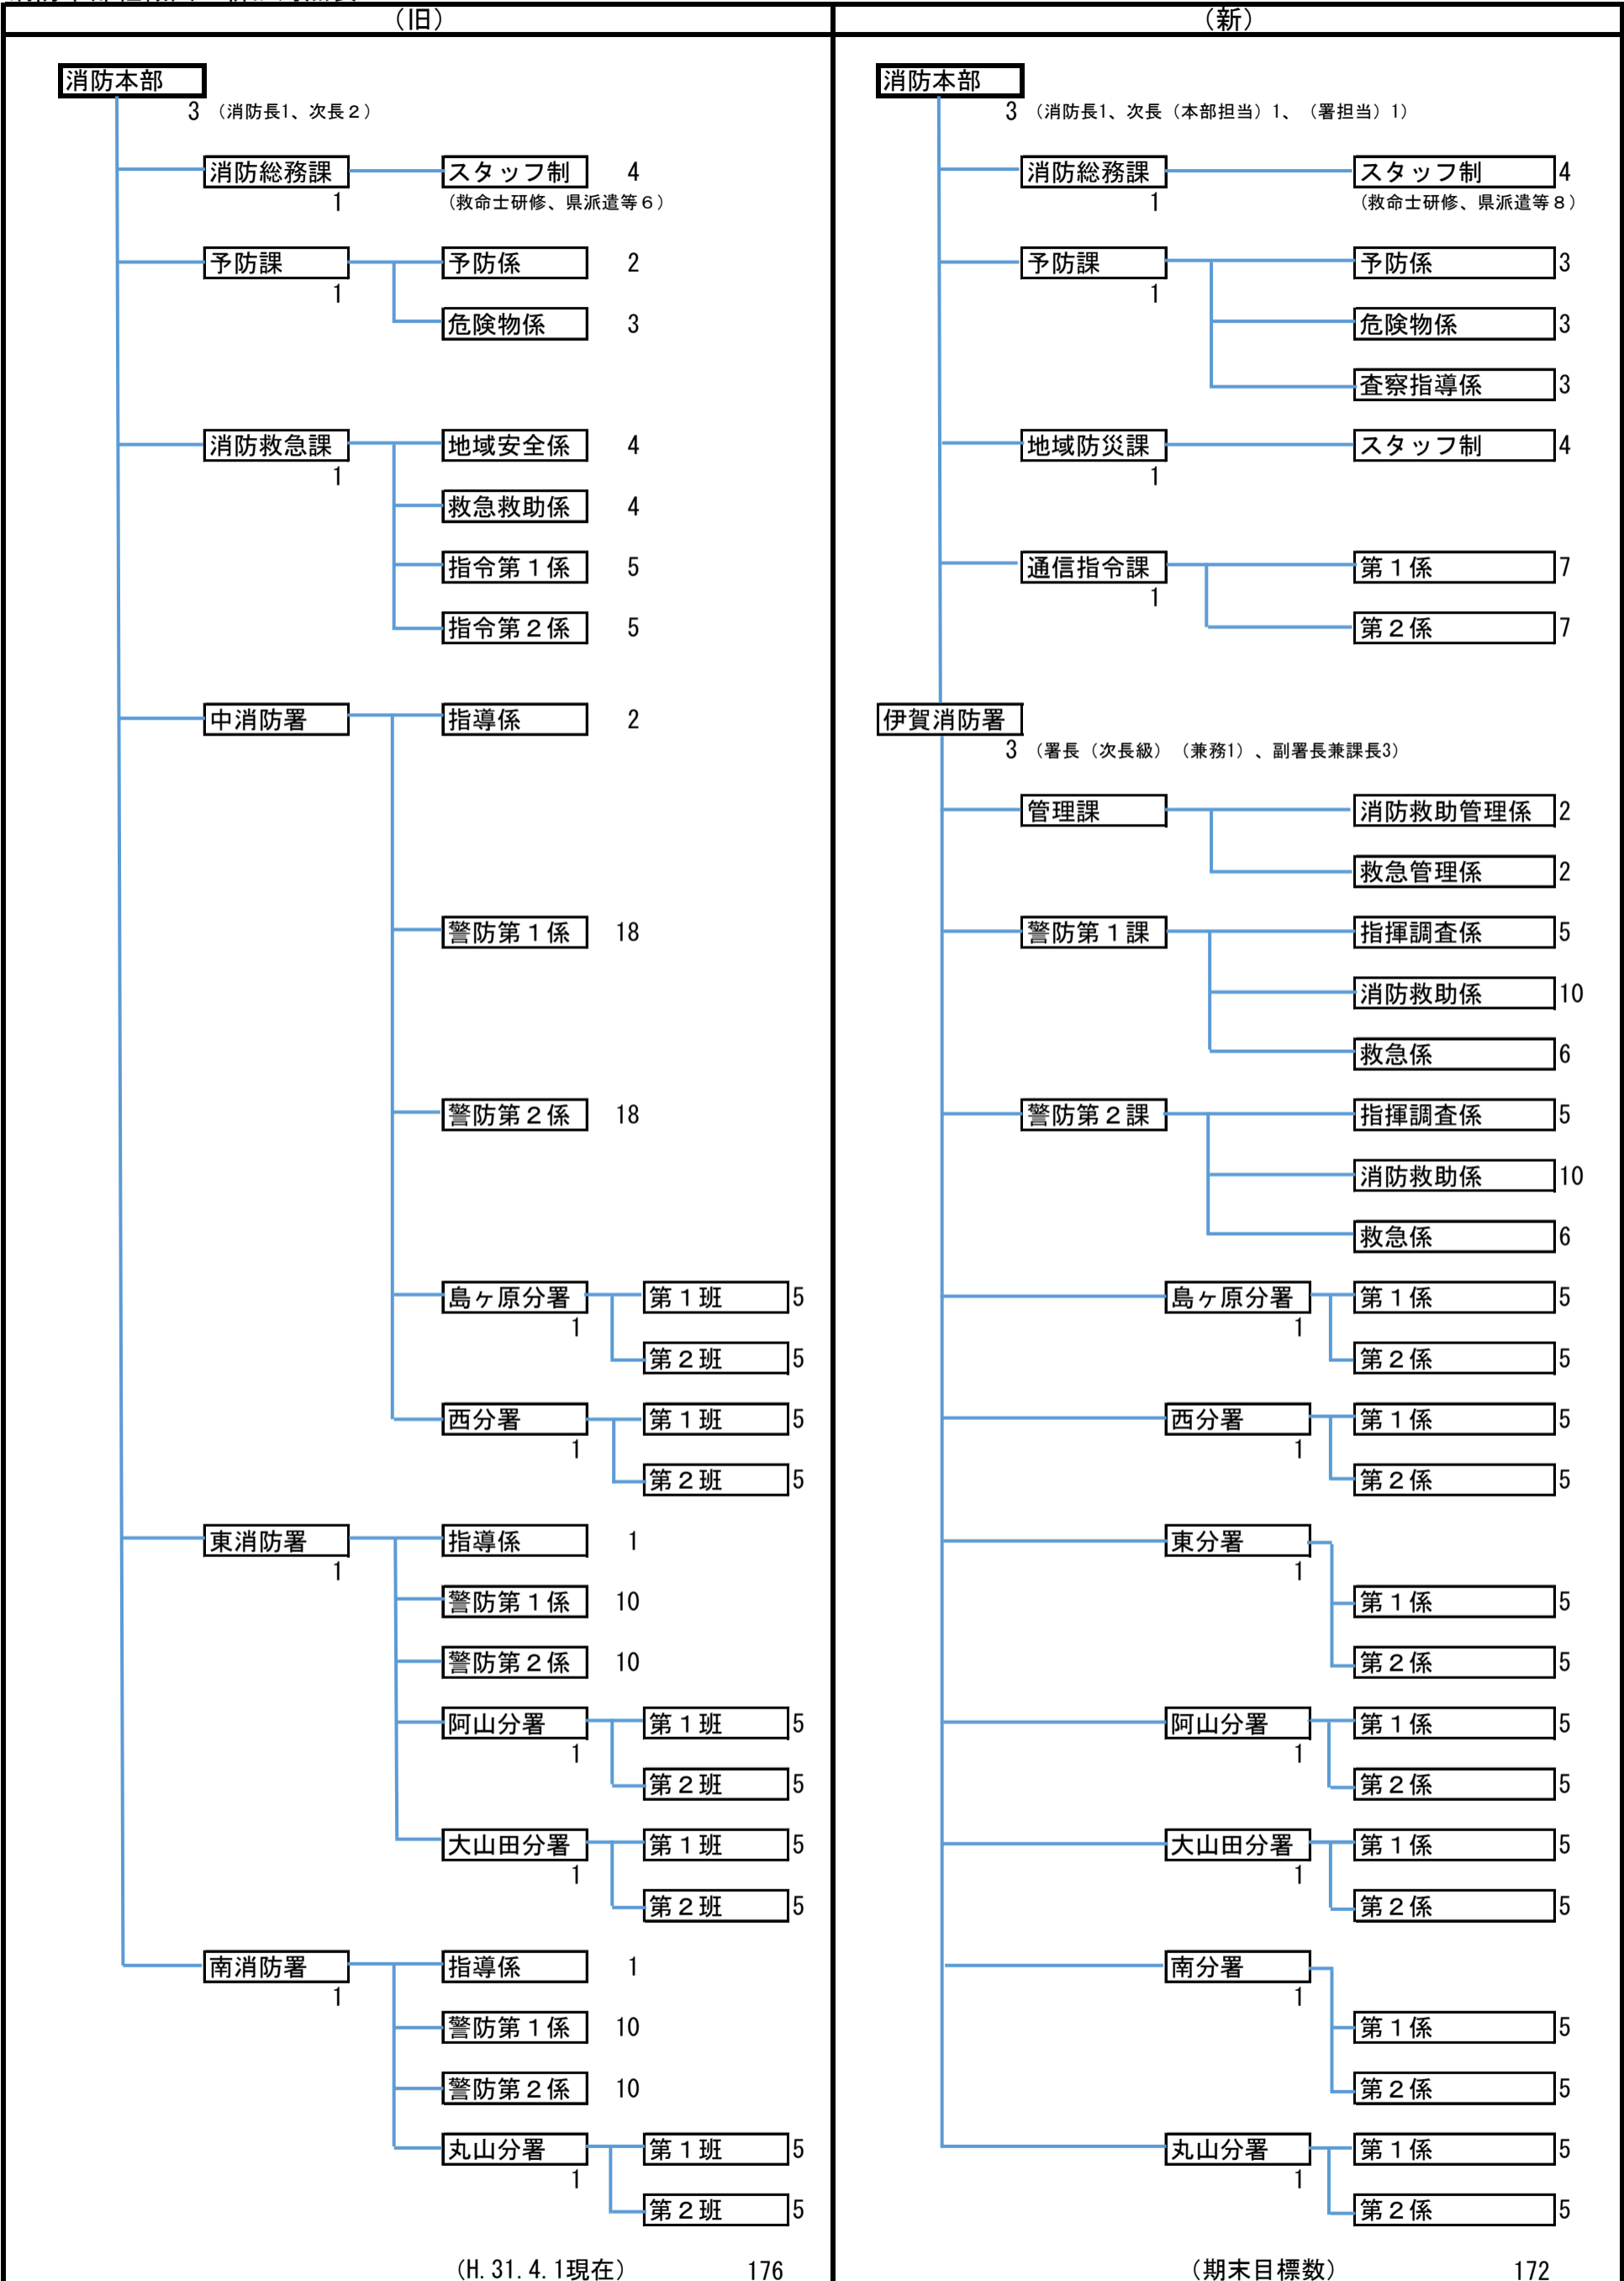 （旧）
消防本部
3 （消防長1、次長２）
消防総務課 スタッフ制 4
1 （救命士研修、県派遣等６）
予防課 予防係 2
1
危険物係 3
消防救急課 地域安全係 4
1
救急救助係 4
指令第１係 5
指令第２係 5
中消防署 指導係 2
警防第１係 18
警防第２係 18
島ヶ原分署 第１班 5
1
第２班 5
西分署 第１班 5
1
第２班 5
東消防署 指導係 1
1
警防第１係 10
警防第２係 10
阿山分署 第１班 5
1
第２班 5
大山田分署 第１班 5
1
第２班 5
南消防署 指導係 1
1
警防第１係 10
警防第２係 10
丸山分署 第１班 5
1
第２班 5
（H.31.4.1現在） 176
（新）
消防本部
3 （消防長1、次長（本部担当）1、（署担当）1）
消防総務課 スタッフ制 4
1 （救命士研修、県派遣等８）
予防課 予防係 3
1
危険物係 3
査察指導係 3
地域防災課 スタッフ制 4
1
通信指令課 第１係 7
1
第２係 7
伊賀消防署
3 （署長（次長級）（兼務1）、副署長兼課長3）
管理課 消防救助管理係 2
救急管理係 2
警防第１課 指揮調査係 5
消防救助係 10
救急係 6
警防第２課 指揮調査係 5
消防救助係 10
救急係 6
島ヶ原分署 第１係 5
1
第２係 5
西分署 第１係 5
1
第２係 5
東分署
1
第１係 5
第２係 5
阿山分署 第１係 5
1
第２係 5
大山田分署 第１係 5
1
第２係 5
南分署
1
第１係 5
第２係 5
丸山分署 第１係 5
1
第２係 5
（期末目標数） 172